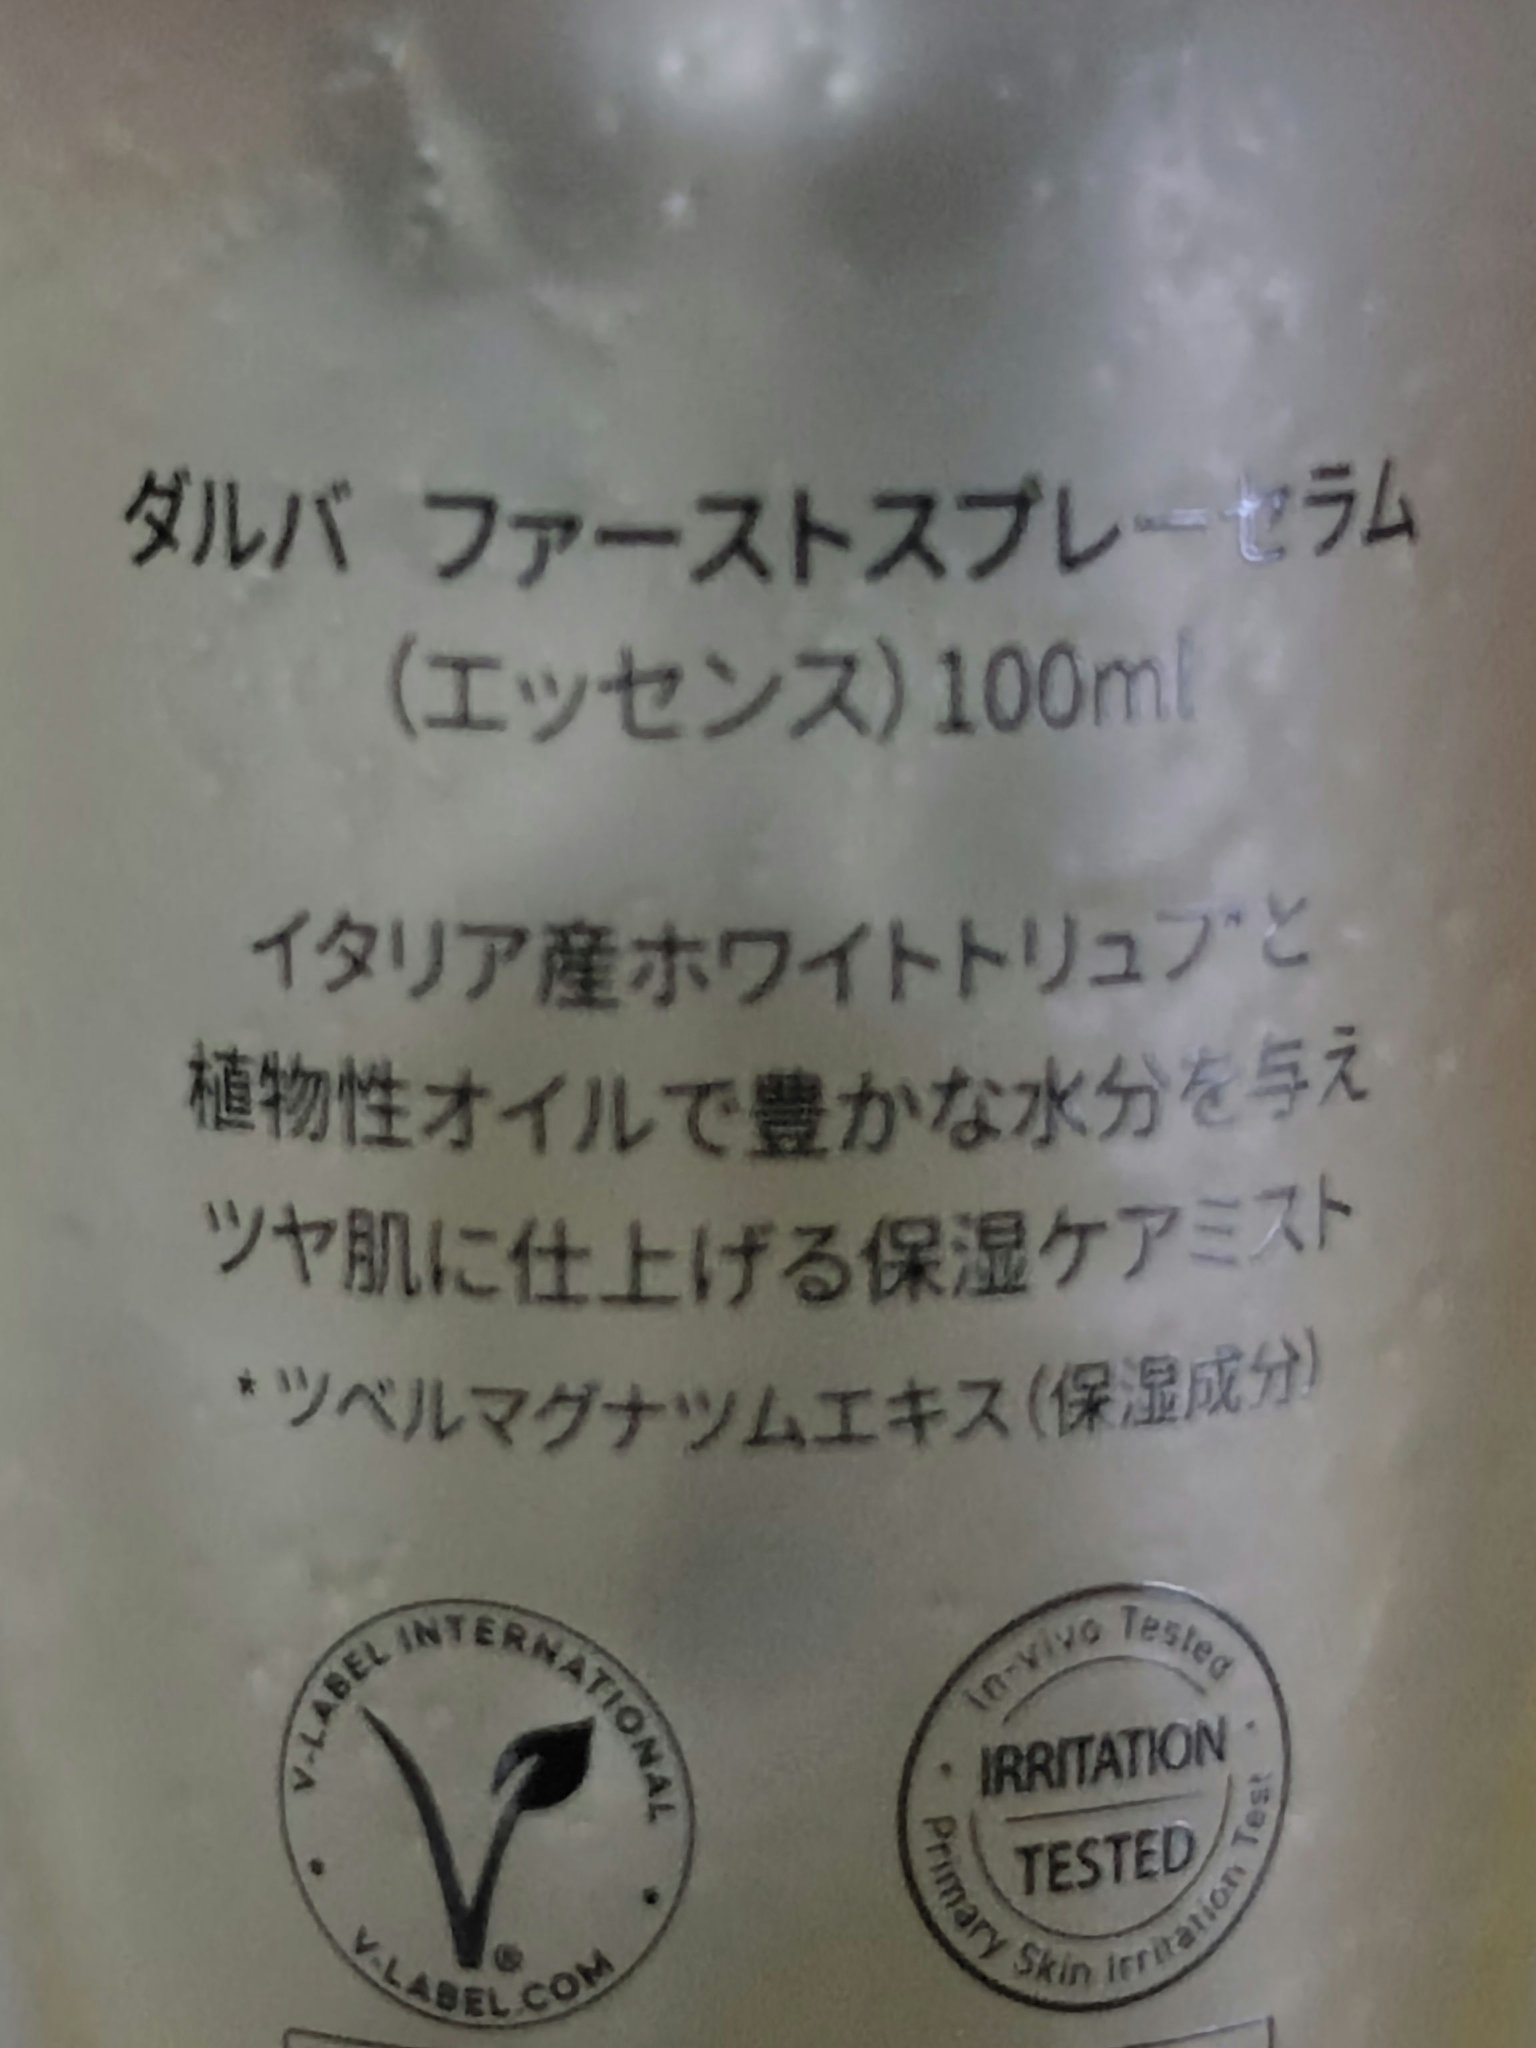 ダルバ ファーストスプレーセラム
（エッセンス）100ml
イタリア産ホワイトトリュフ*と
植物性オイルで豊かな水分を与え
ツヤ肌に仕上げる保湿ケアミスト
*ツベルマグナツムエキス（保湿成分）
V-LABEL INTERNATIONAL
®
V-LABEL.COM
In-vivo Tested
IRRITATION
TESTED
Primary Skin Irritation Test